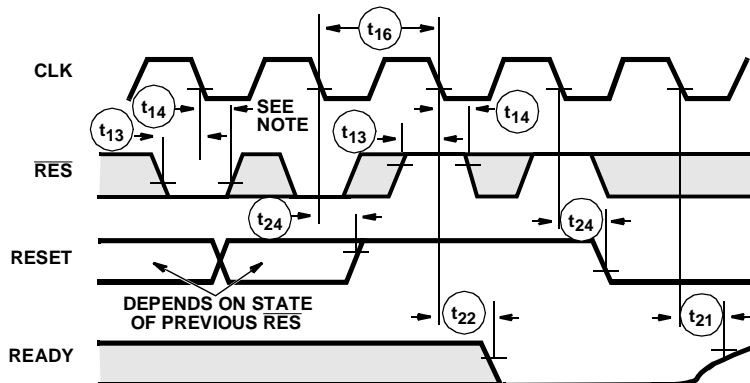 t16
CLK
t14
SEE
NOTE
t13
t13
t14
RES
t24
t24
RESET
DEPENDS ON STATE
OF PREVIOUS RES
t22
t21
READY